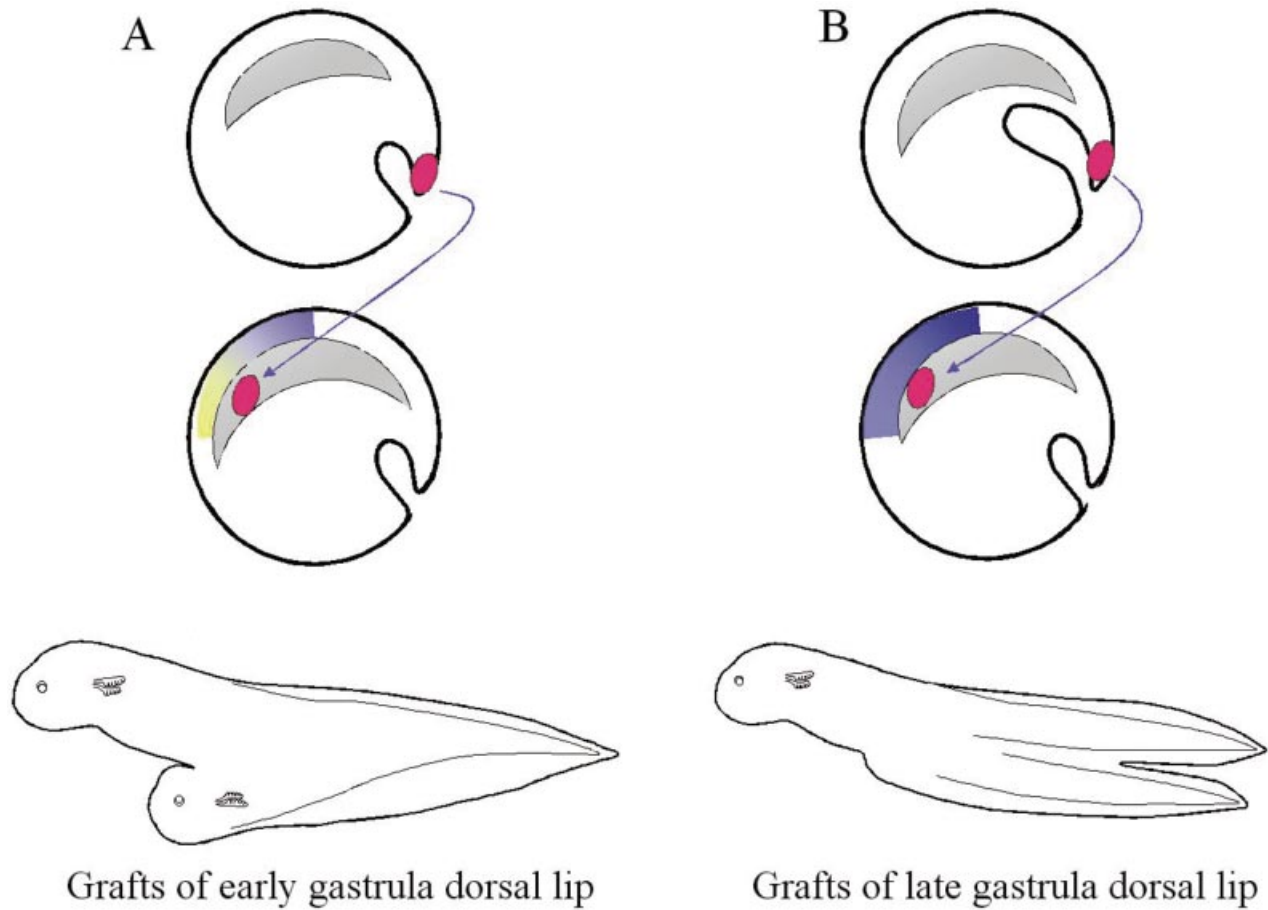 A
B
Grafts of early gastrula dorsal lip
Grafts of late gastrula dorsal lip